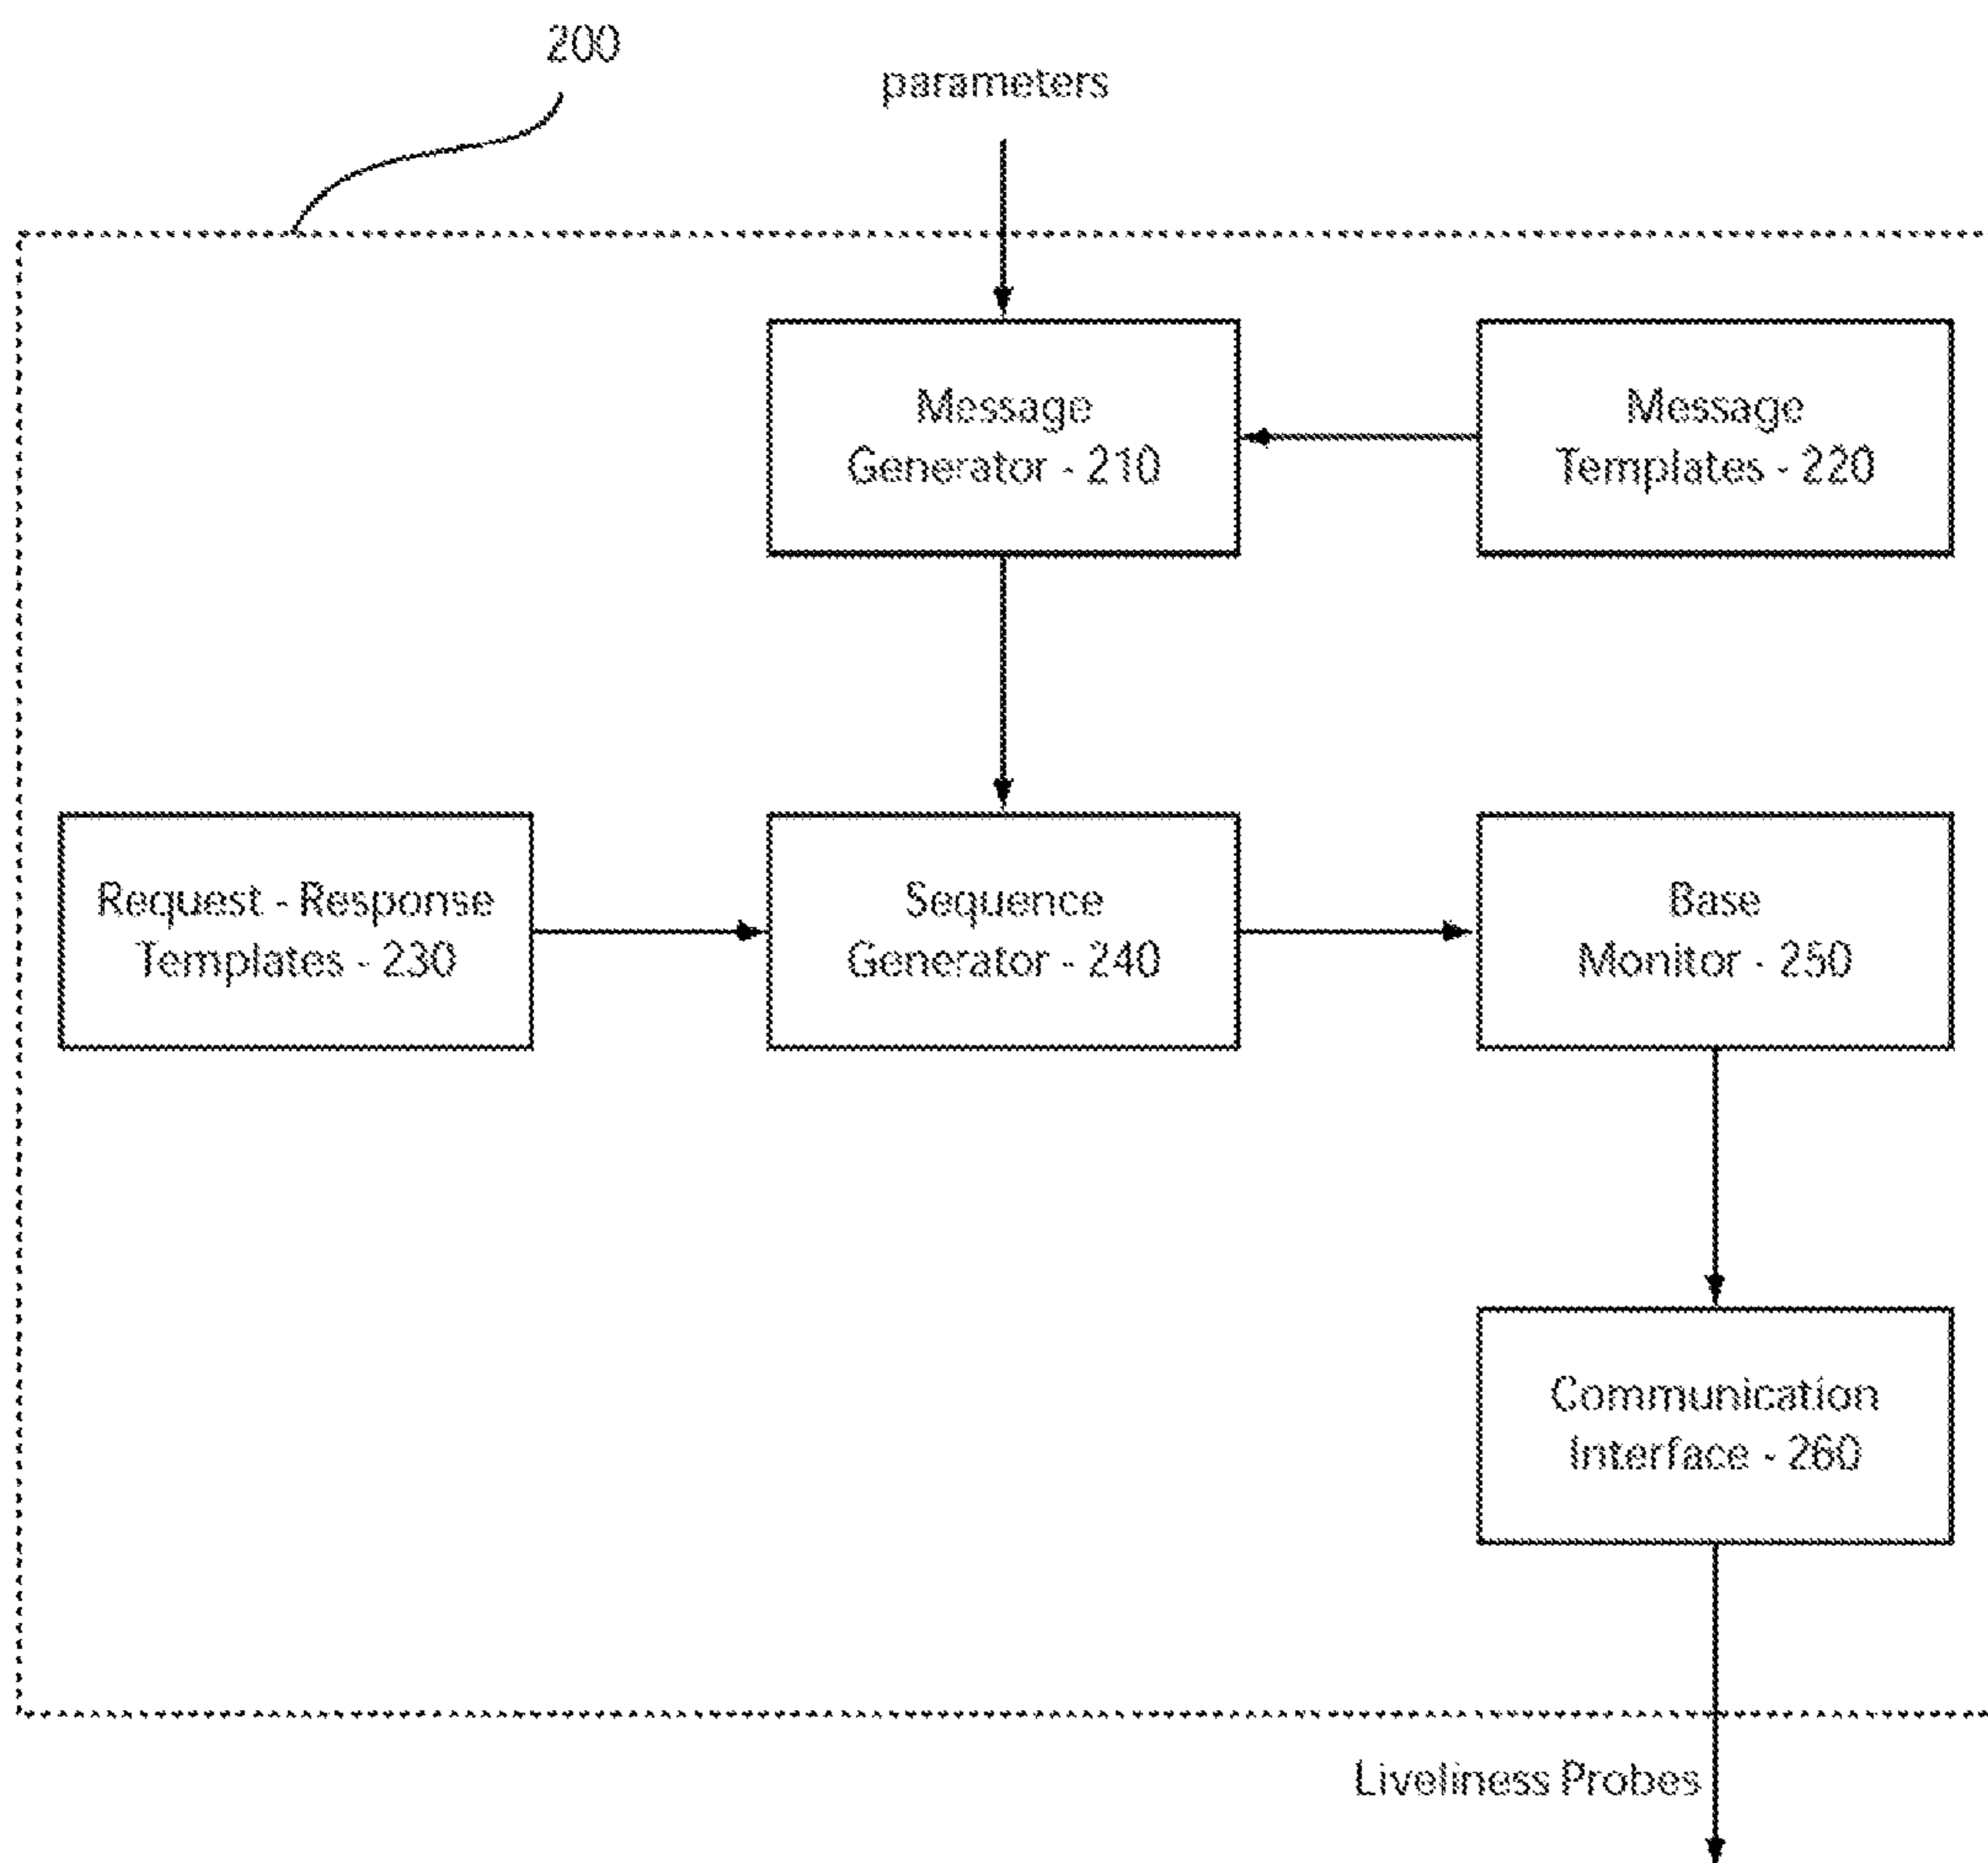 200
parameters
Message
Generator - 210
Message
Templates - 220
Request - Response
Templates - 230
Sequence
Generator - 240
Base
Monitor - 250
Communication
Interface - 260
Liveliness Probes